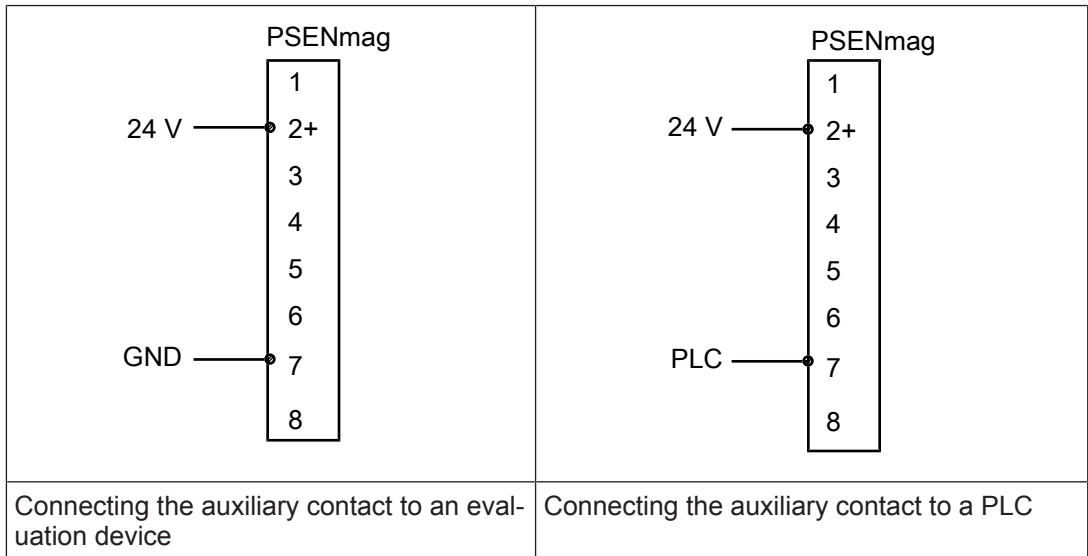 PSENmag
1
24 V 2+
3
4
5
6
GND 7
8
PSENmag
1
24 V 2+
3
4
5
6
PLC 7
8
Connecting the auxiliary contact to an eval-
uation device
Connecting the auxiliary contact to a PLC